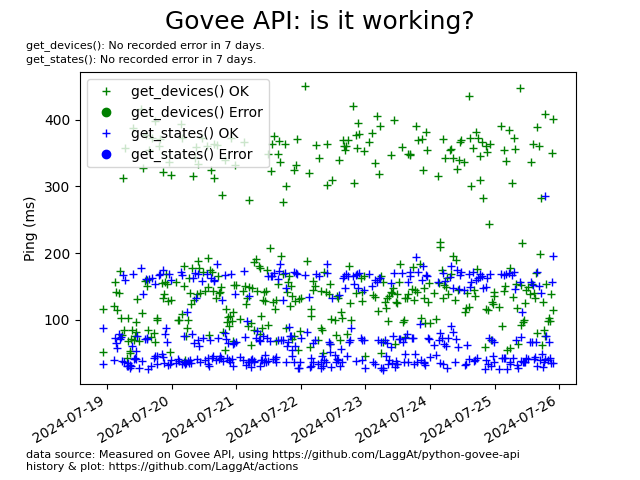 Govee API: is it working?
get_devices(): No recorded error in 7 days.
get_states(): No recorded error in 7 days.
get_devices() OK
get_devices() Error
get_states() OK
get_states() Error
Ping (ms)
400
300
200
100
2024-07-19
2024-07-20
2024-07-21
2024-07-22
2024-07-23
2024-07-24
2024-07-25
2024-07-26
data source: Measured on Govee API, using https://github.com/LaggAt/python-govee-api
history & plot: https://github.com/LaggAt/actions